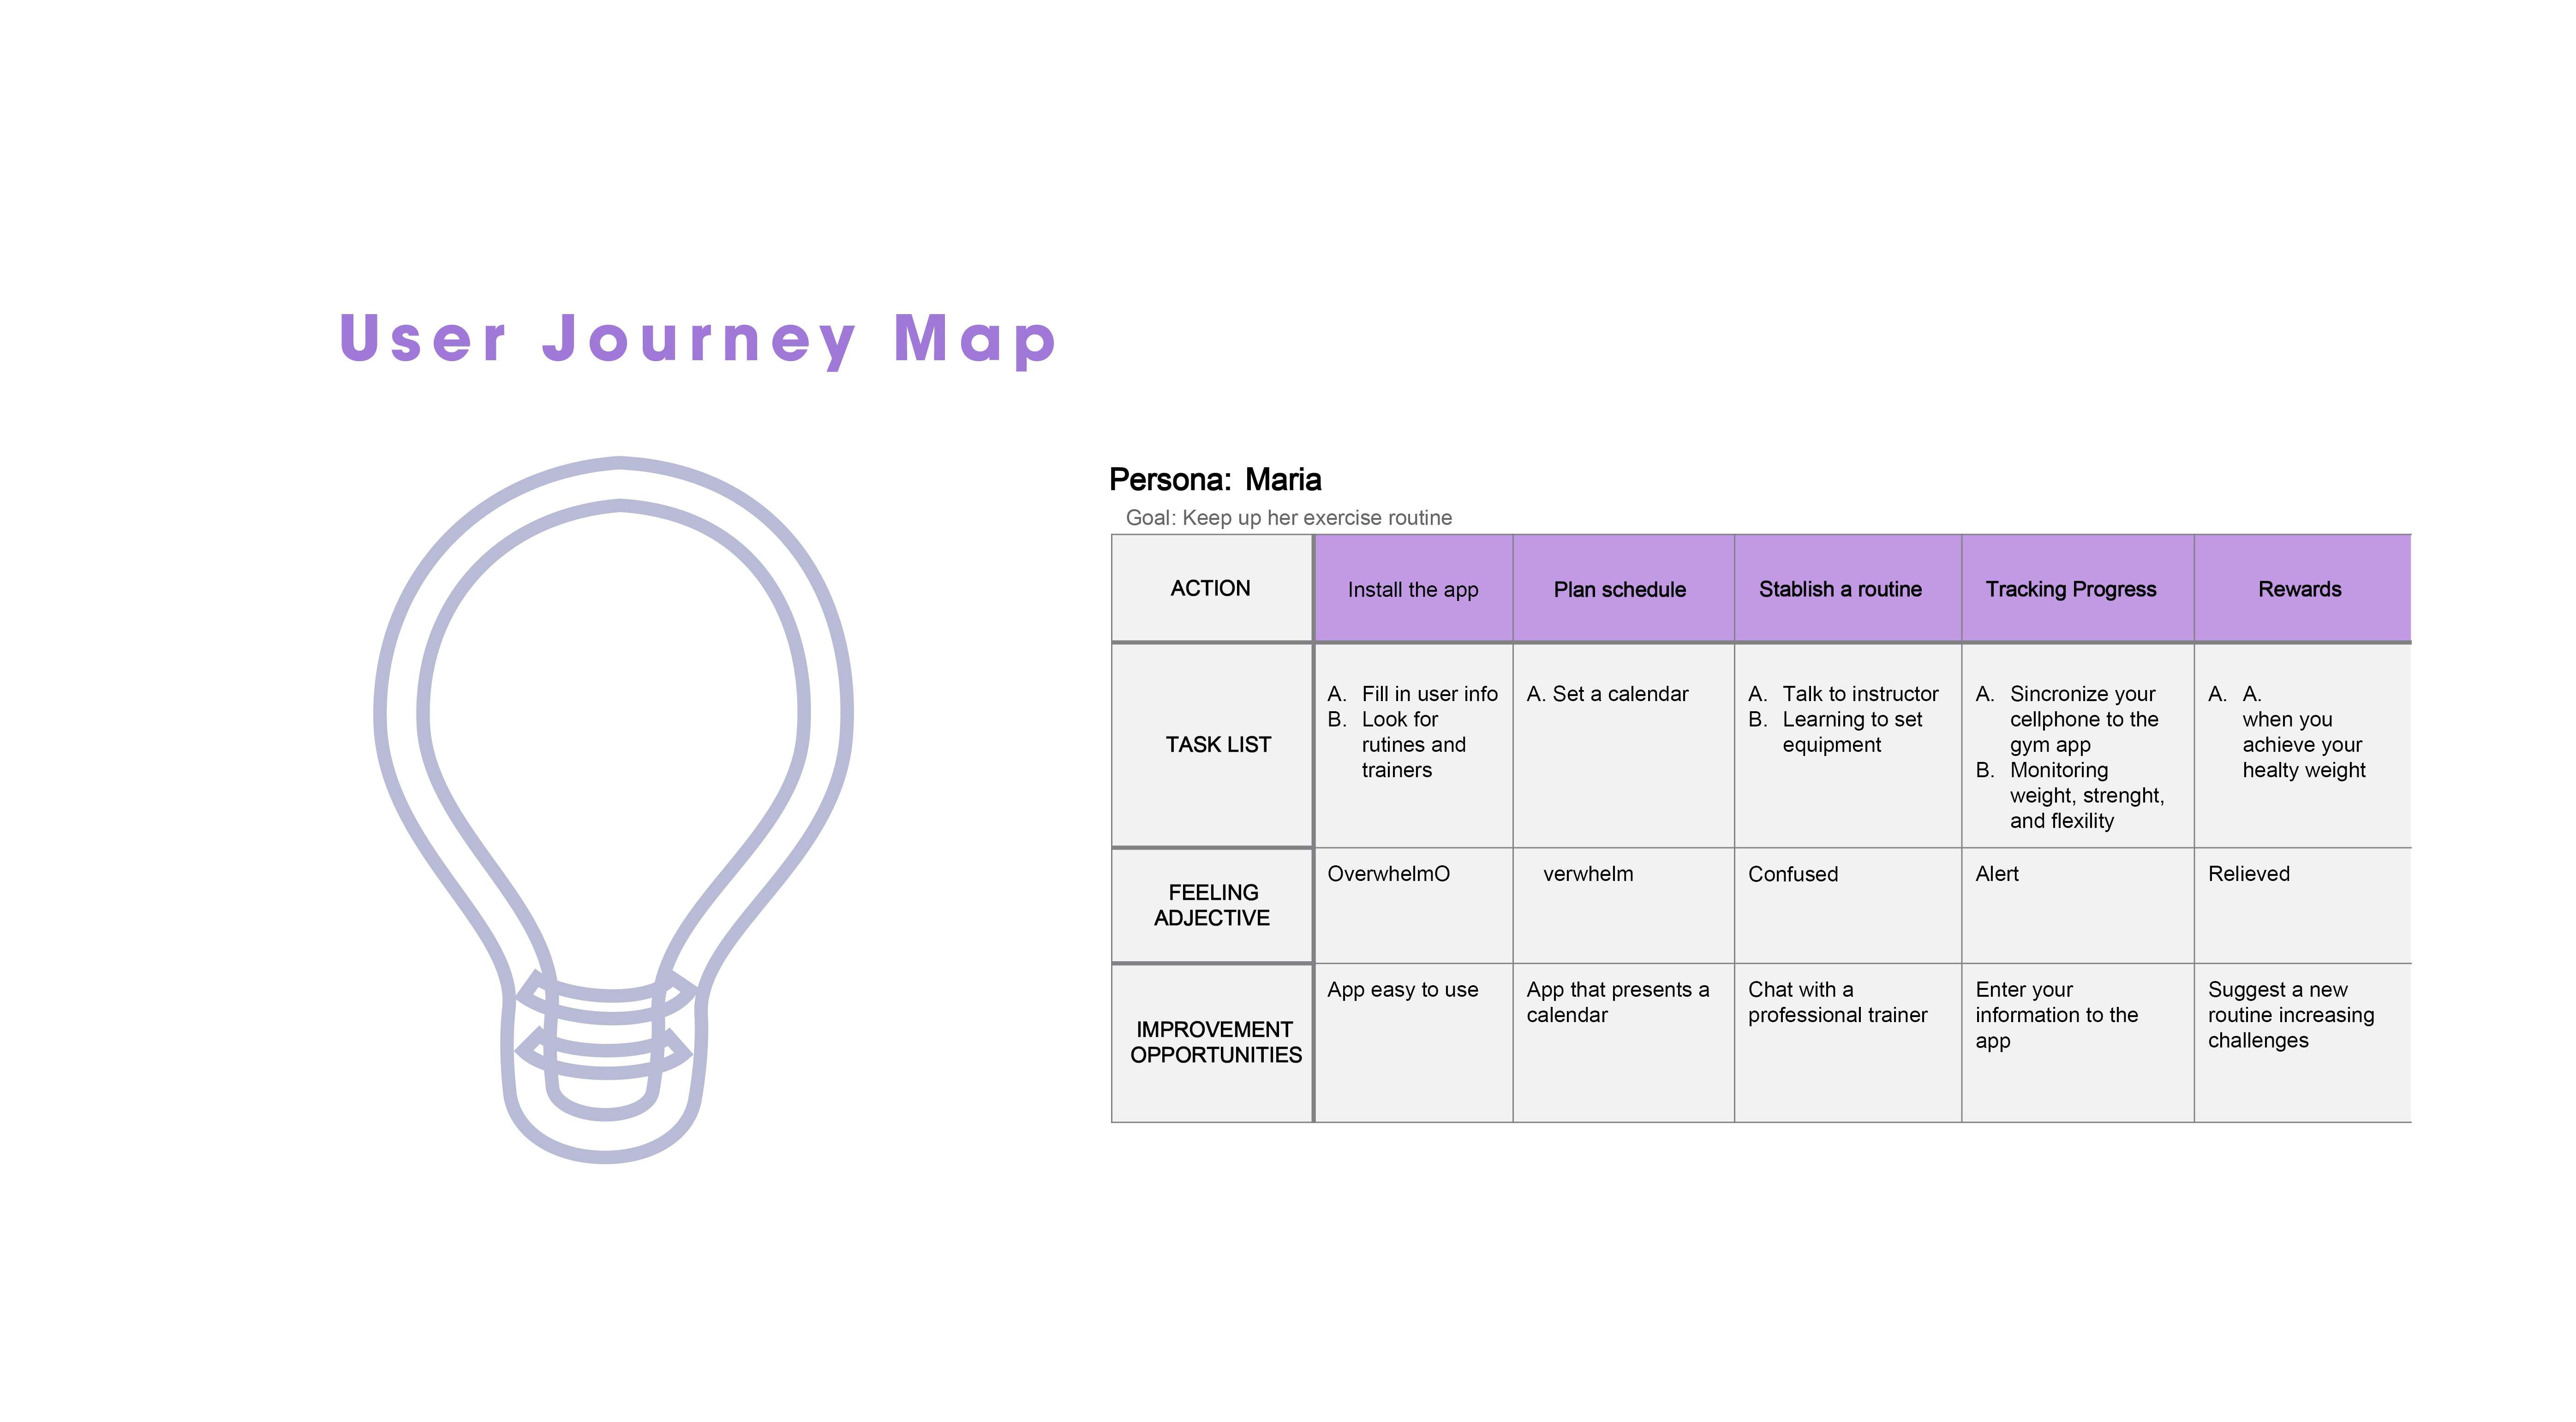 User Journey Map
Persona: Maria
Goal: Keep up her exercise routine
ACTION
Install the app
Plan schedule
Stablish a routine
Tracking Progress
Rewards
TASK LIST
A. Fill in user info
B. Look for
rutines and
trainers
A. Set a calendar
A. Talk to instructor
B. Learning to set
equipment
A. Sincronize your
cellphone to the
gym app
B. Monitoring
weight, strenght,
and flexility
A. A.
when you
achieve your
healty weight
FEELING
ADJECTIVE
OverwhelmO
verwhelm
Confused
Alert
Relieved
IMPROVEMENT
OPPORTUNITIES
App easy to use
App that presents a
calendar
Chat with a
professional trainer
Enter your
information to the
app
Suggest a new
routine increasing
challenges